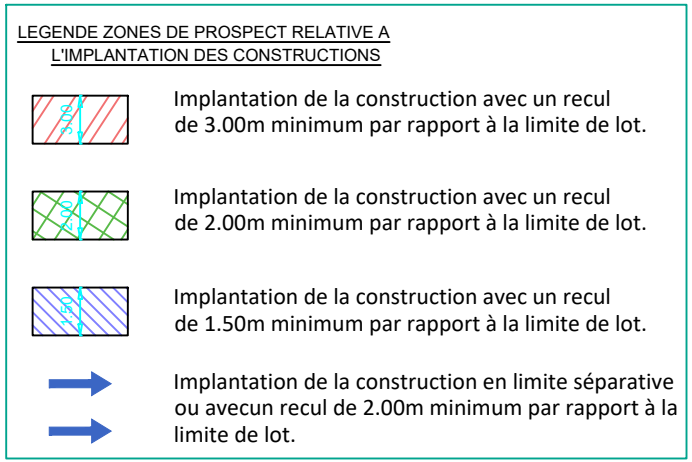 LEGENDE ZONES DE PROSPECT RELATIVE A
L'IMPLANTATION DES CONSTRUCTIONS
3.00
Implantation de la construction avec un recul
de 3.00m minimum par rapport à la limite de lot.
2.00
Implantation de la construction avec un recul
de 2.00m minimum par rapport à la limite de lot.
1.50
Implantation de la construction avec un recul
de 1.50m minimum par rapport à la limite de lot.
Implantation de la construction en limite séparative
ou avecun recul de 2.00m minimum par rapport à la
limite de lot.